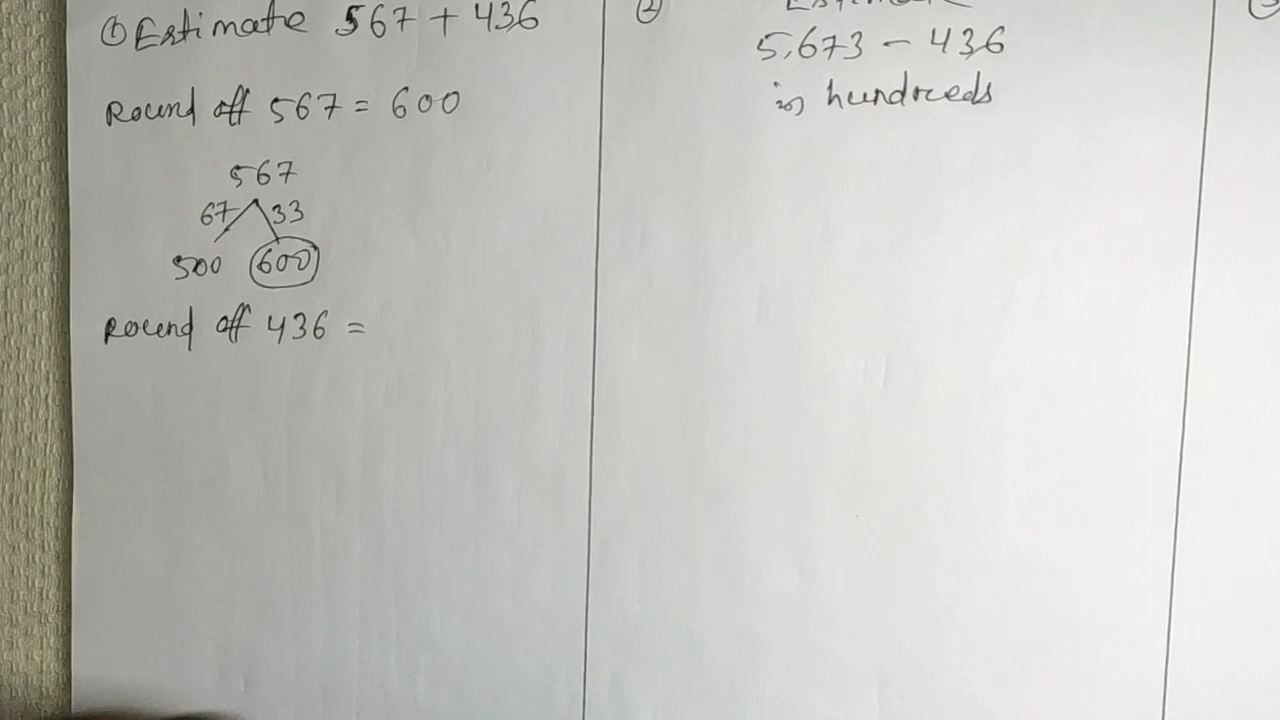 ① Estimate 567 + 436
Round off 567 = 600
567
67 33
500 600
Round off 436 =
②
Estimate
5,673 - 436
in hundreds